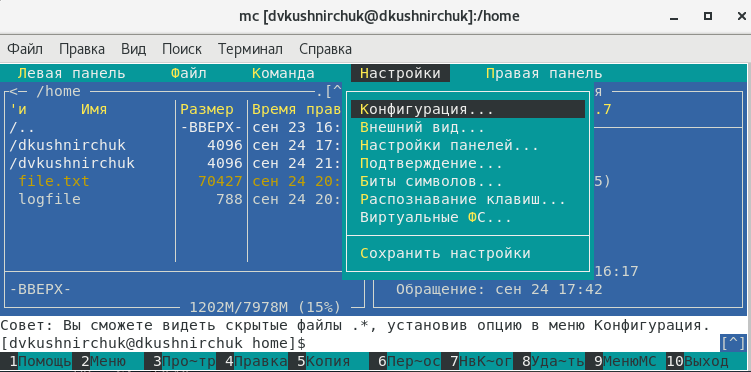 mc [dvkushnirchuk@dkushnirchuk]:/home
Файл Правка Вид Поиск Терминал Справка
Левая панель Файл Команда Настройки Правая панель
<— /home .[^ я
'и Имя Размер Время прав Конфигурация... .7
/.. -ВВЕРХ- сен 23 16: Внешний вид...
/dkushnirchuk 4096 сен 24 17: Настройки панелей...
/dvkushnirchuk 4096 сен 24 21: Подтверждение...
file.txt 70427 сен 24 20: Биты символов... 5)
logfile 788 сен 24 20: Распознавание клавиш...
Виртуальные ФС...
Сохранить настройки
16:17
-ВВЕРХ- Обращение: сен 24 17:42
1202M/7978M (15%)
Совет: Вы сможете видеть скрытые файлы .*, установив опцию в меню Конфигурация.
[dvkushnirchuk@dkushnirchuk home]$ [^]
1Помощь 2Меню 3Про~тр 4Правка 5Копия 6Пер~ос 7НвК~ог 8Уда~ть 9МенюMC 10Выход